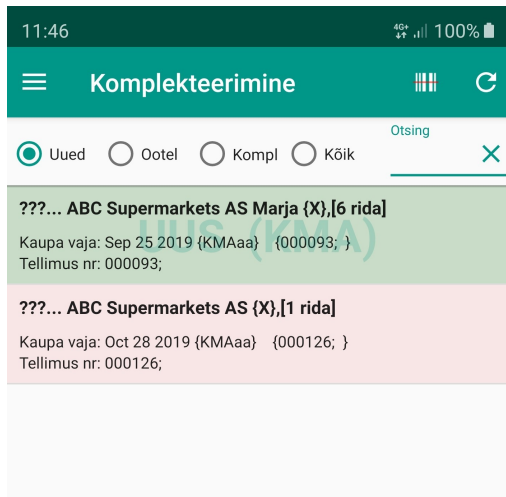 11:46
4G+ 100%
Komplekteerimine
Otsing
Uued Ootel Kompl Kõik
???... ABC Supermarkets AS Marja {X},[6 rida]
UUS (KMA)
Kaupa vaja: Sep 25 2019 {KMAaa} {000093; }
Tellimus nr: 000093;
???... ABC Supermarkets AS {X},[1 rida]
Kaupa vaja: Oct 28 2019 {KMAaa} {000126; }
Tellimus nr: 000126;